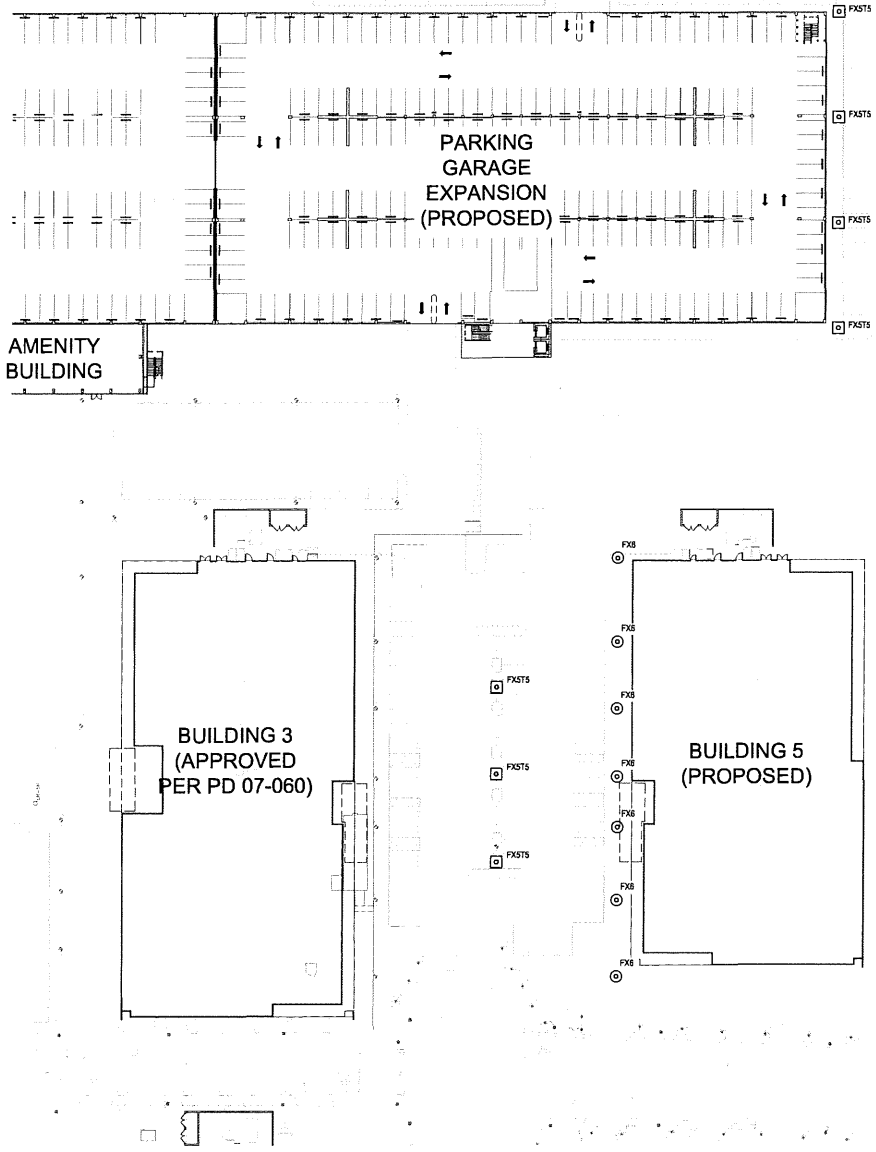 FX5T5
FX5T5
PARKING
GARAGE
EXPANSION
(PROPOSED)
FX5T5
FX5T5
AMENITY
BUILDING
FX6
FX6
FX5T5
FX6
BUILDING 3
(APPROVED
PER PD 07-060)
BUILDING 5
(PROPOSED)
FX5T5
FX6
FX6
FX5T5
FX6
FX6